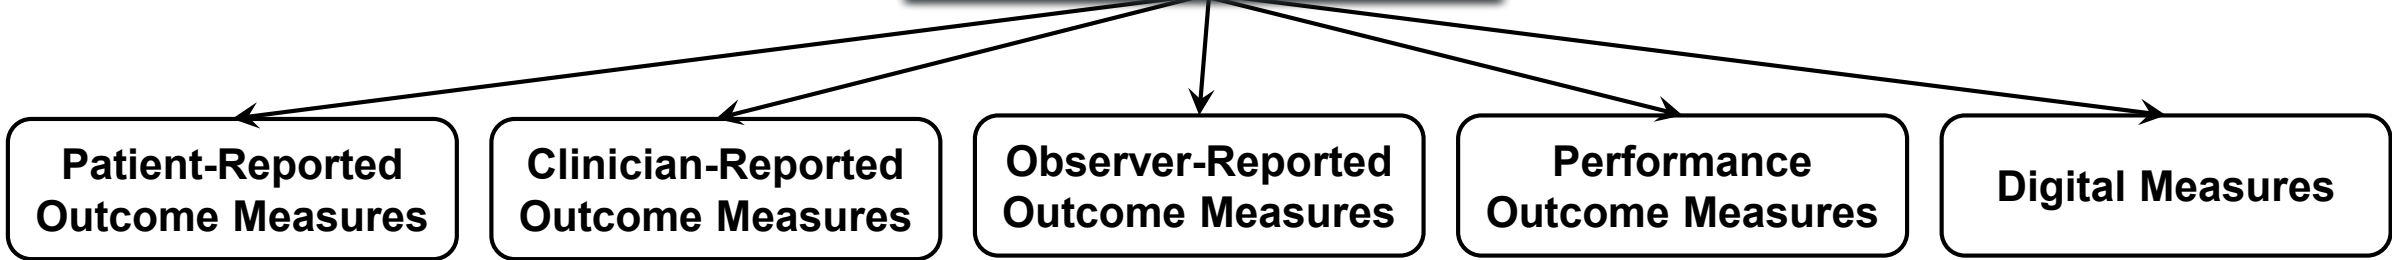 Patient-Reported
Outcome Measures
Clinician-Reported
Outcome Measures
Observer-Reported
Outcome Measures
Performance
Outcome Measures
Digital Measures